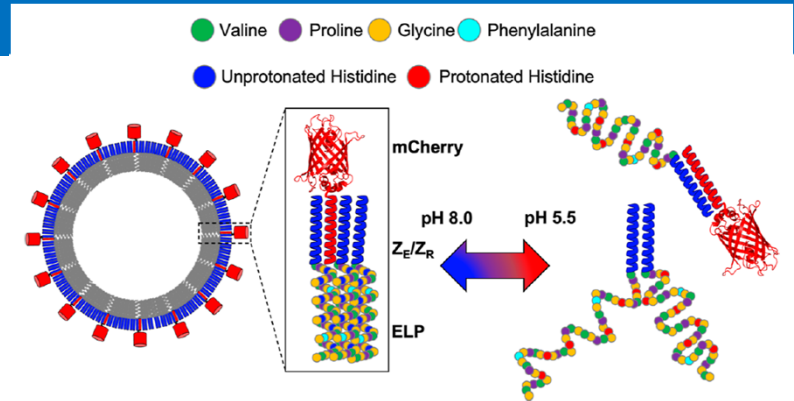 Valine Proline Glycine Phenylalanine
Unprotonated Histidine Protonated Histidine
mCherry
pH 8.0 pH 5.5
ZE/ZR
ELP